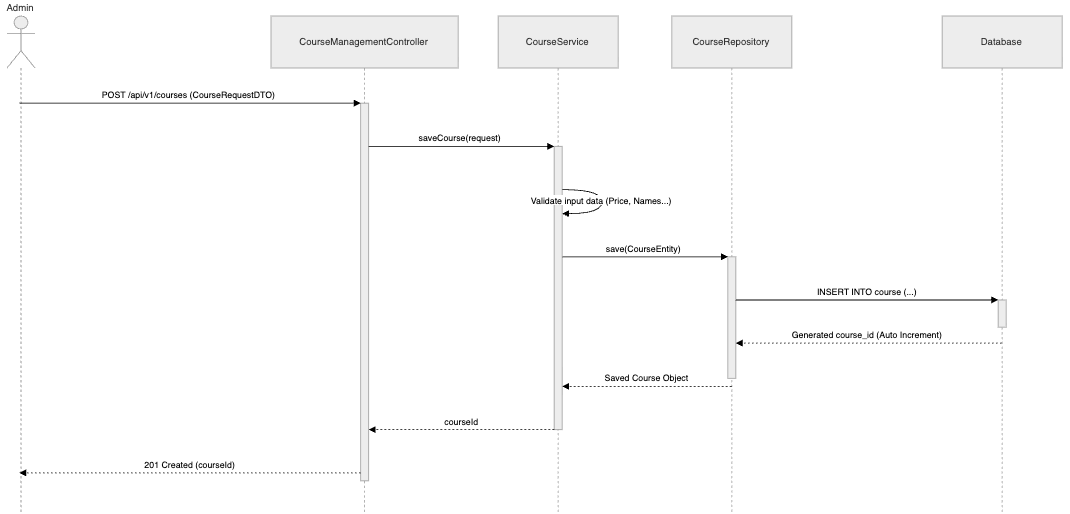 Admin
CourseManagementController
CourseService
CourseRepository
Database
POST /api/v1/courses (CourseRequestDTO)
saveCourse(request)
Validate input data (Price, Names...)
save(CourseEntity)
INSERT INTO course (...)
Generated course_id (Auto Increment)
Saved Course Object
courseId
201 Created (courseId)